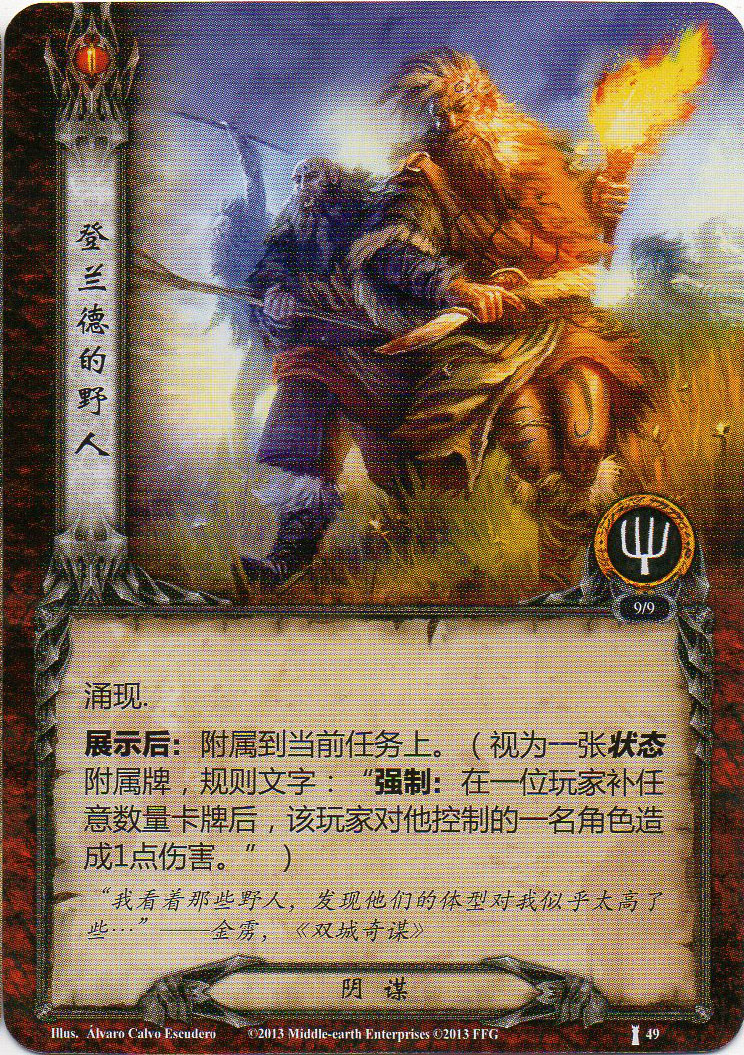 登兰德的野人
9/9
涌现.
展示后：附属到当前任务上。（视为一张状态
附属牌，规则文字：“强制：在一位玩家补任
意数量卡牌后，该玩家对他控制的一名角色造
成1点伤害。”）
“我看着那些野人，发现他们的体型对我似乎太高了
些…”——金雳，《双城奇谋》
阴谋
Illus. Álvaro Calvo Escudero ©2013 Middle-earth Enterprises ©2013 FFG 49